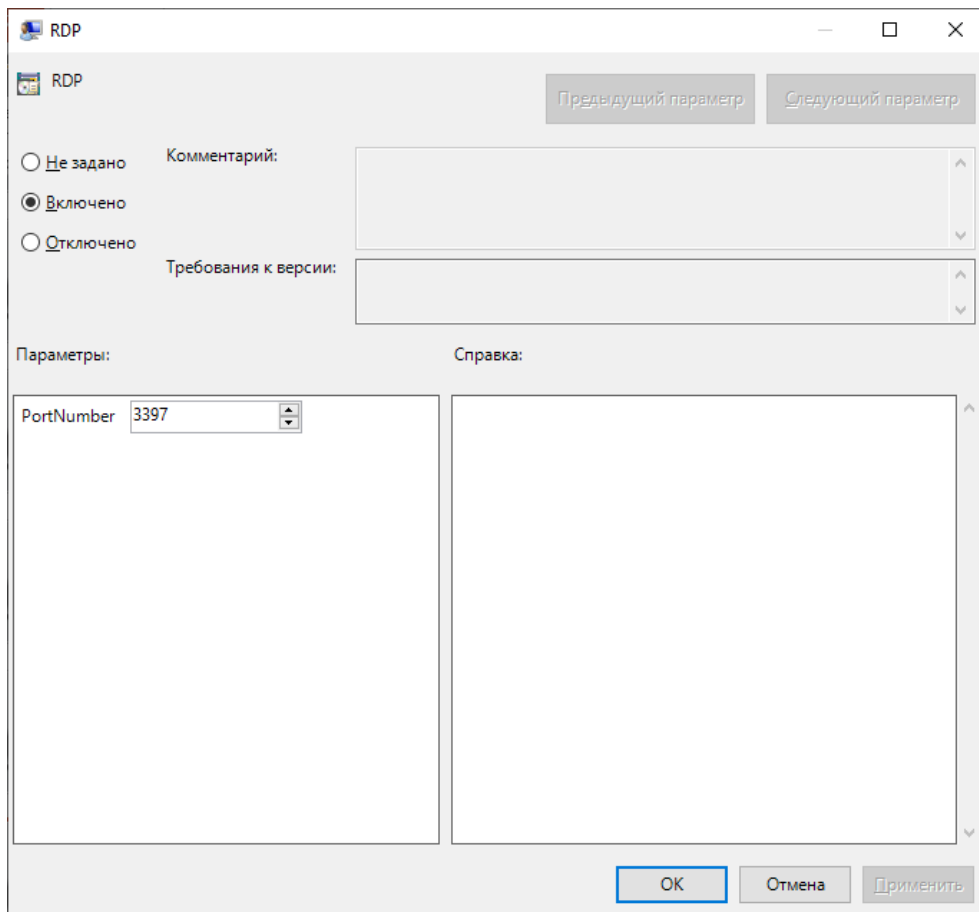 RDP
RDP
Предыдущий параметр
Следующий параметр
Не задано
Комментарий:
Включено
Отключено
Требования к версии:
Параметры:
Справка:
PortNumber 3397
ОК
Отмена
Применить